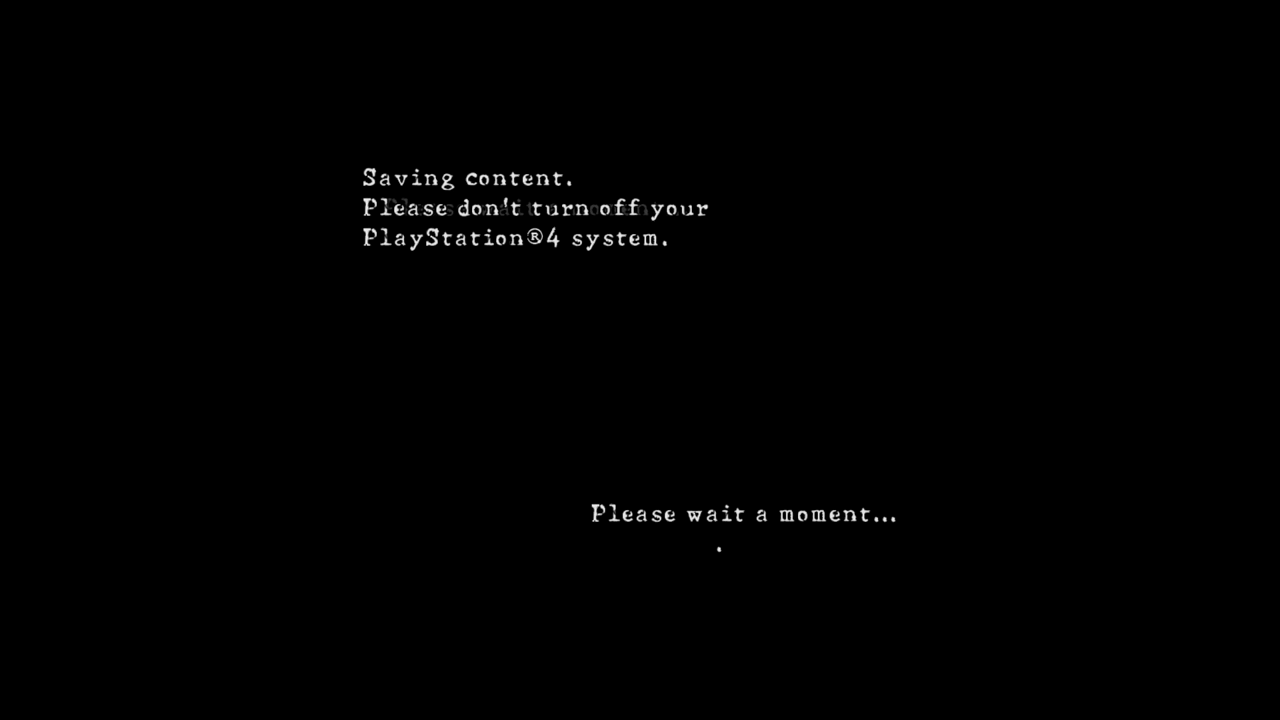 Saving content.
Please don't turn off your
PlayStation®4 system.
Please wait a moment...
.